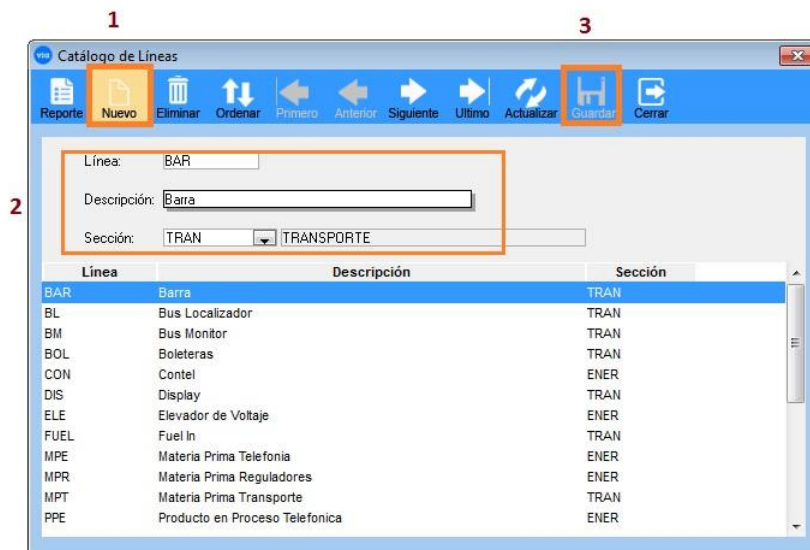 1
3
via Catálogo de Líneas
Reporte Nuevo Eliminar Ordenar Primero Anterior Siguiente Ultimo Actualizar Guardar Cerrar
2
Línea: BAR
Descripción: Barra
Sección: TRAN TRANSPORTE
Línea Descripción Sección
BAR Barra TRAN
BL Bus Localizador TRAN
BM Bus Monitor TRAN
BOL Boleteras TRAN
CON Contel ENER
DIS Display TRAN
ELE Elevador de Voltaje ENER
FUEL Fuel In TRAN
MPE Materia Prima Telefonia ENER
MPR Materia Prima Reguladores ENER
MPT Materia Prima Transporte TRAN
PPE Producto en Proceso Telefonica ENER